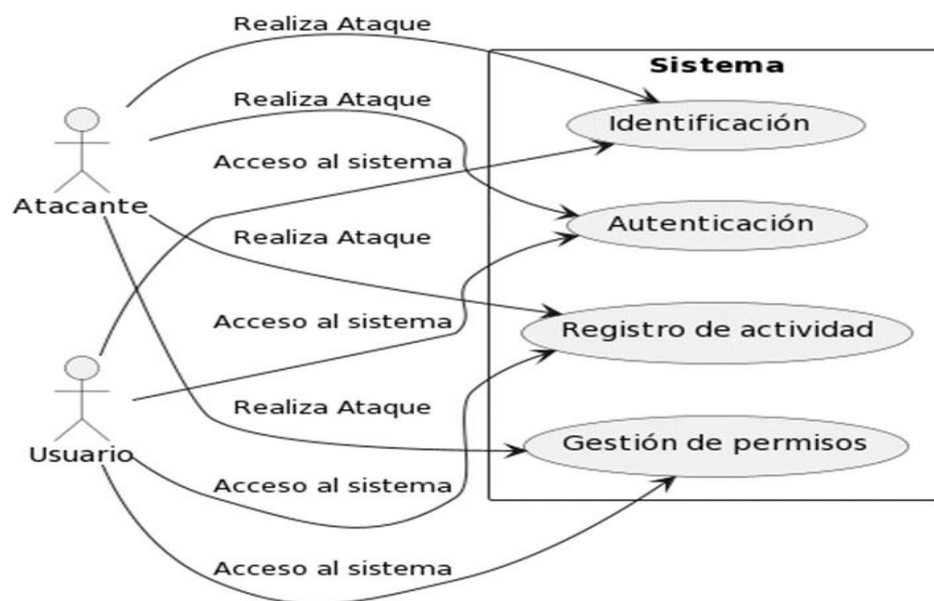 Realiza Ataque
Sistema
Realiza Ataque
Identificación
Acceso al sistema
Atacante
Autenticación
Realiza Ataque
Acceso al sistema
Registro de actividad
Realiza Ataque
Gestión de permisos
Usuario
Acceso al sistema
Acceso al sistema